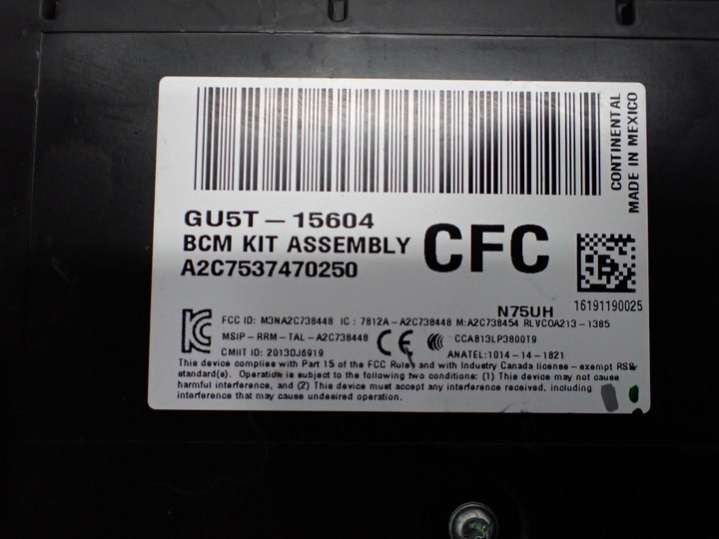 CONTINENTAL
MADE IN MEXICO
GU5T – 15604
BCM KIT ASSEMBLY
CFC
A2C7537470250
N75UH
16191190025
FCC ID: M3NA2C738448 IC : 7812A-A2C738448 M:A2C738454 RLVCOA213-1385
MSIP-RRM-TAL-A2C738448
CCAB13LP3800T9
CMIIT ID: 2013DJ6919
ANATEL:1014-14-1821
This device complies with Part 15 of the FCC Rules and with Industry Canada license - exempt RSS
standard(s). Operation is subject to the following two conditions: (1) This device may not cause
harmful interference, and (2) This device must accept any interference received, including
interference that may cause undesired operation.